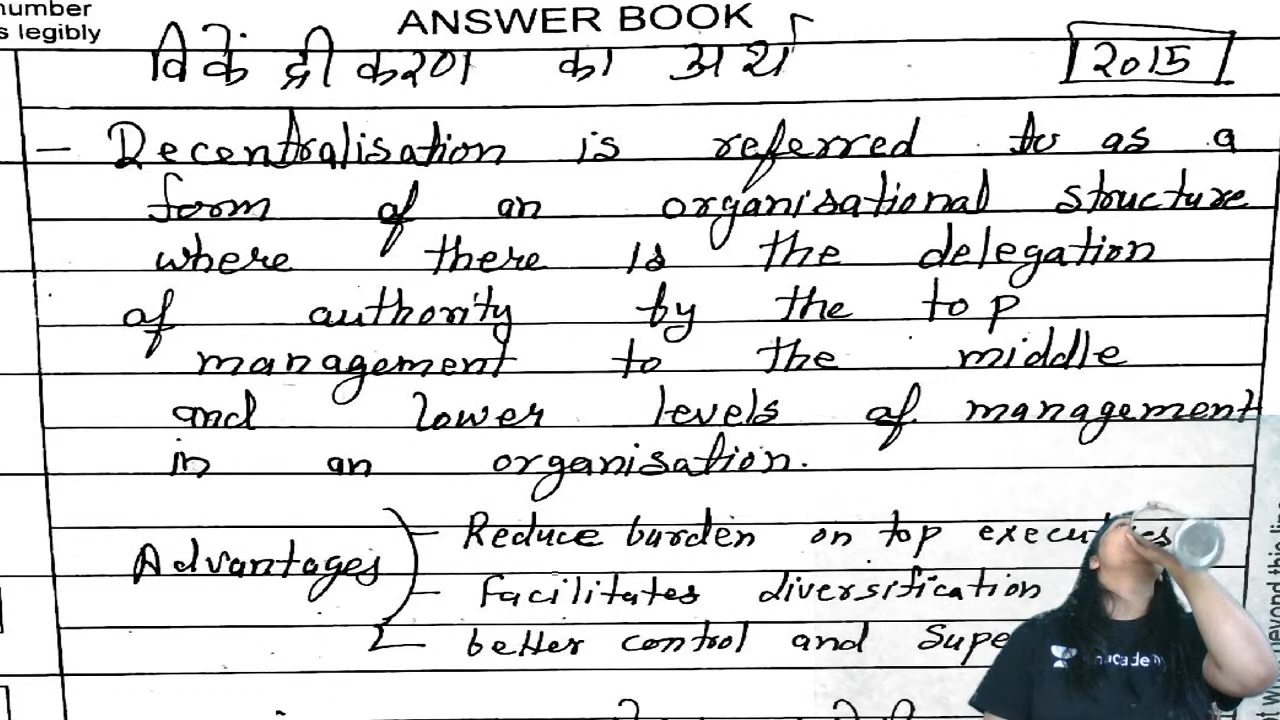 number
s legibly
ANSWER BOOK
विकेंद्रीकरण का अर्थ
2015
- Decentralisation is referred to as a
form of an organisational structure
where there is the delegation
of authority by the top
management to the middle
and lower levels of management
in an organisation.
Advantages
- Reduce burden on top executives
- Facilitates diversification
- better control and Supe
unacademy